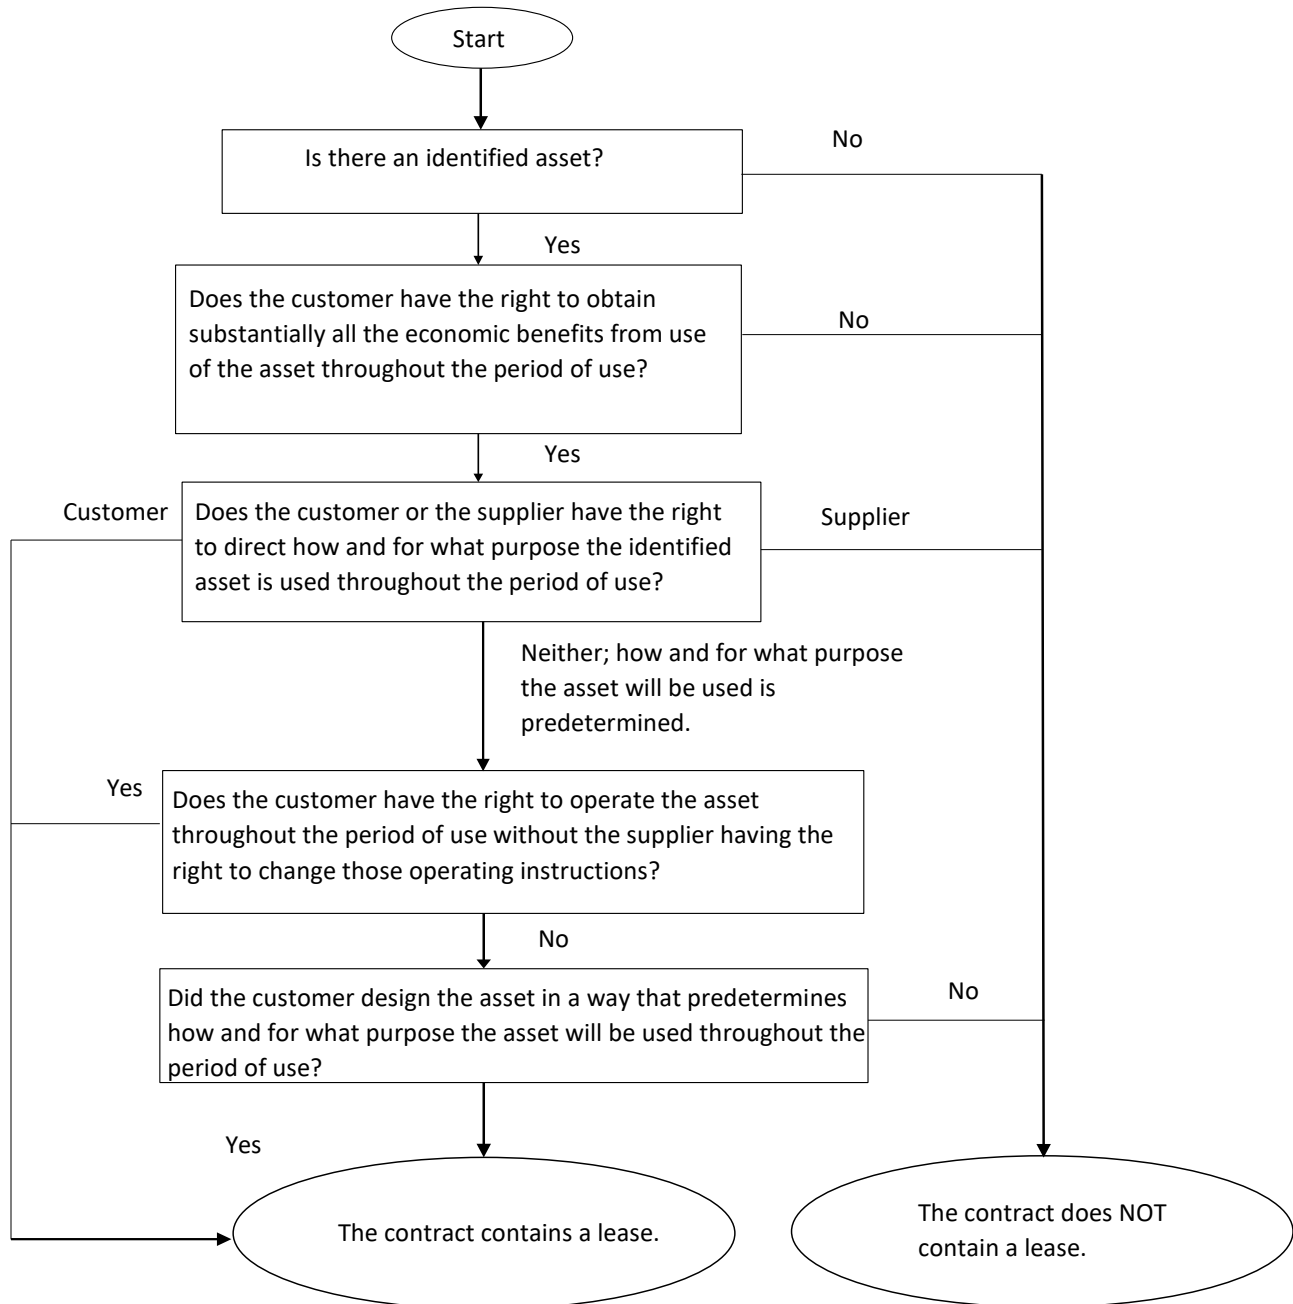 Start
Is there an identified asset?
No
Yes
Does the customer have the right to obtain
substantially all the economic benefits from use
of the asset throughout the period of use?
No
Yes
Customer
Does the customer or the supplier have the right
to direct how and for what purpose the identified
asset is used throughout the period of use?
Supplier
Neither; how and for what purpose
the asset will be used is
predetermined.
Yes
Does the customer have the right to operate the asset
throughout the period of use without the supplier having the
right to change those operating instructions?
No
Did the customer design the asset in a way that predetermines
how and for what purpose the asset will be used throughout the
period of use?
No
Yes
The contract contains a lease.
The contract does NOT
contain a lease.